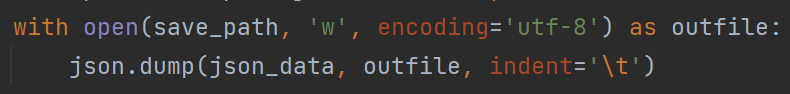 with open(save_path, 'w', encoding='utf-8') as outfile:
    json.dump(json_data, outfile, indent='\t')